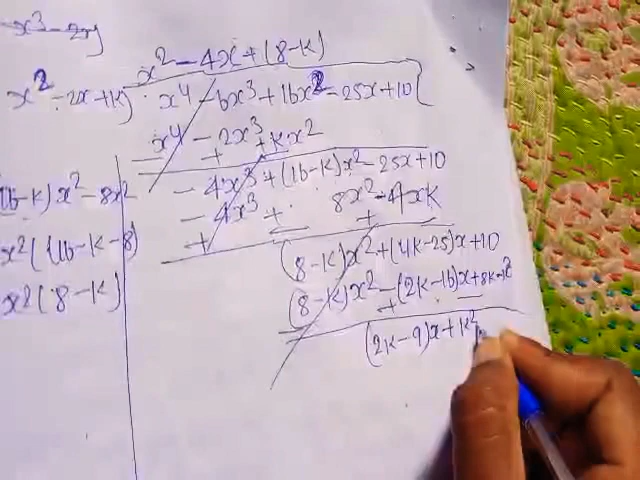 -x³-2xy
x²-4x+(8-k)
x²-2x+k) x⁴-6x³+16x²-25x+10
x⁴-2x³+kx²
- + 
-4x³+(16-k)x²-25x+10
(16-k)x²-8x²
-4x³+ 8x²-4xk
+ - +
x²((16-k-8)
(8-k)x²+(4k-25)x+10
x²(8-k)
(8-k)x²-(2k-16)x+8k-k²
- +
(2k-9)x+k²